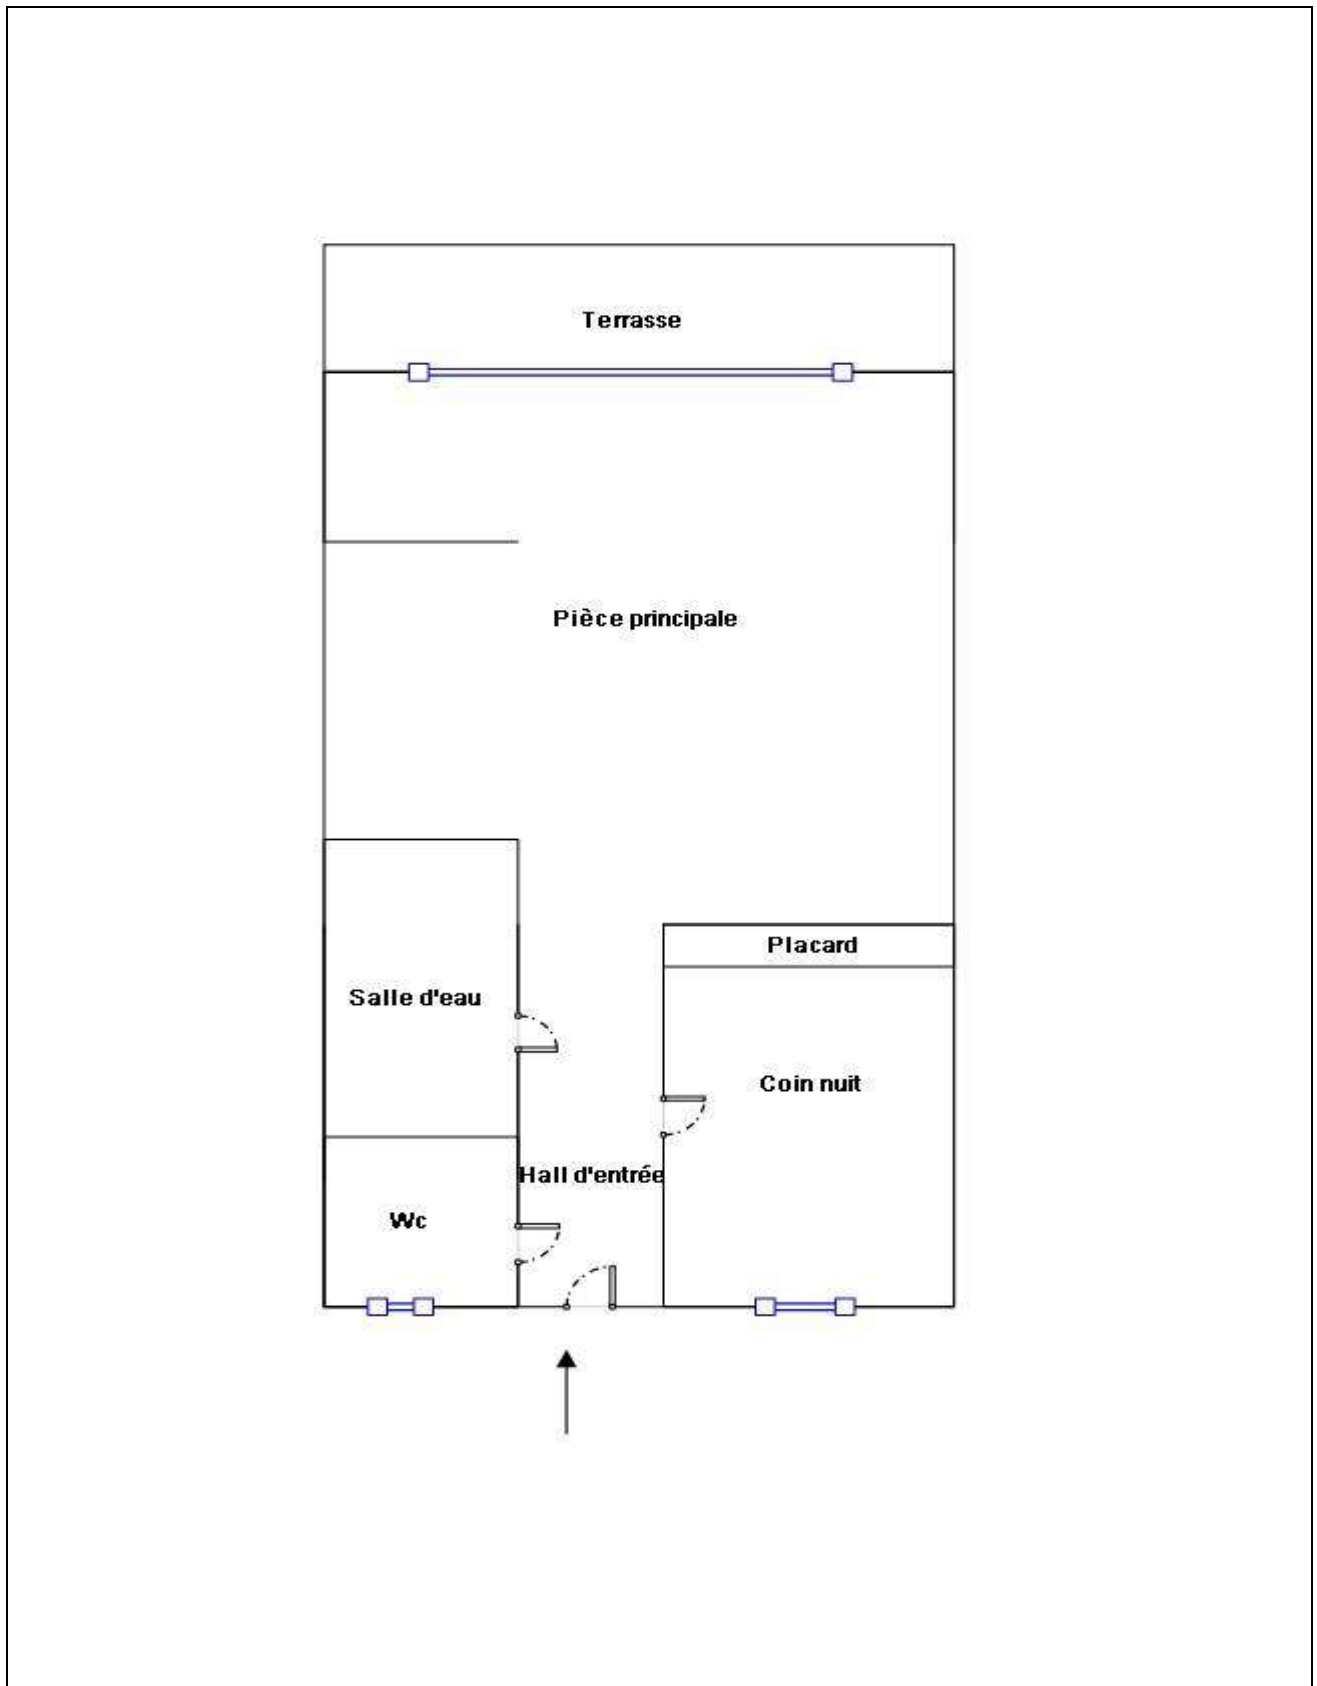 Terrasse
Pièce principale
Placard
Salle d'eau
Coin nuit
Hall d'entrée
Wc